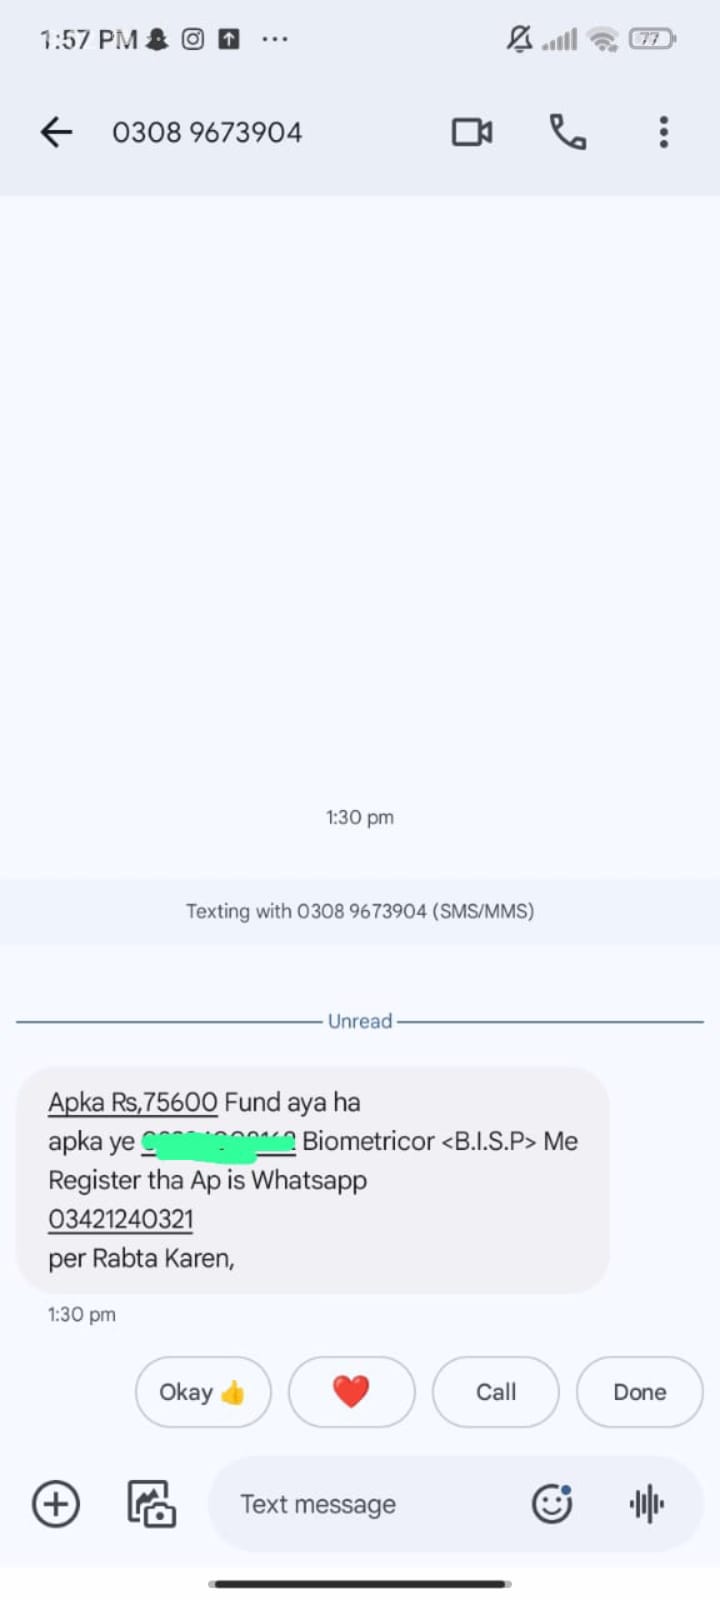 1:57 PM
77
0308 9673904
1:30 pm
Texting with 0308 9673904 (SMS/MMS)
Unread
Apka Rs,75600 Fund aya ha
apka ye Biometricor <B.I.S.P> Me
Register tha Ap is Whatsapp
03421240321
per Rabta Karen,
1:30 pm
Okay 👍
❤️
Call
Done
Text message